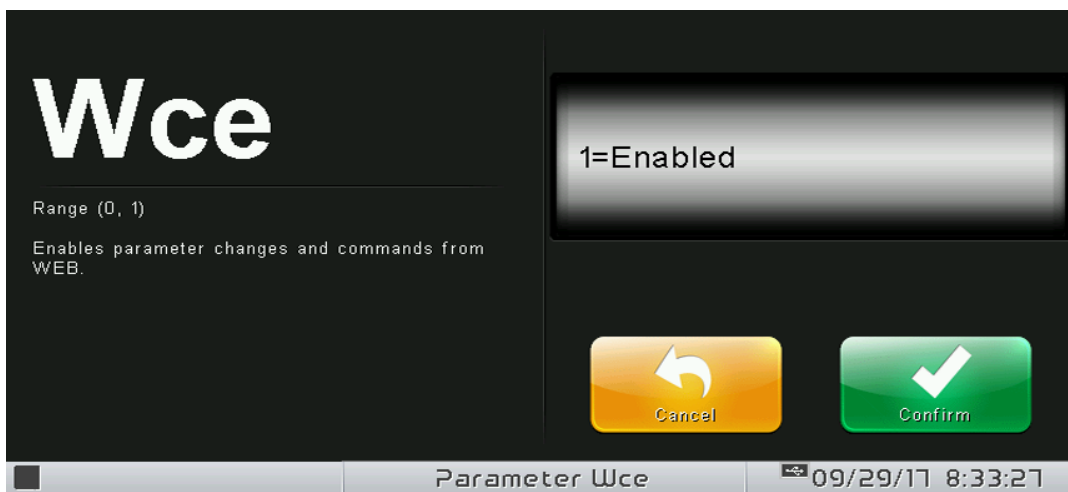 Wce
Range (0, 1)
Enables parameter changes and commands from
WEB.
1=Enabled
Cancel
Confirm
Parameter Wce
09/29/17 8:33:27